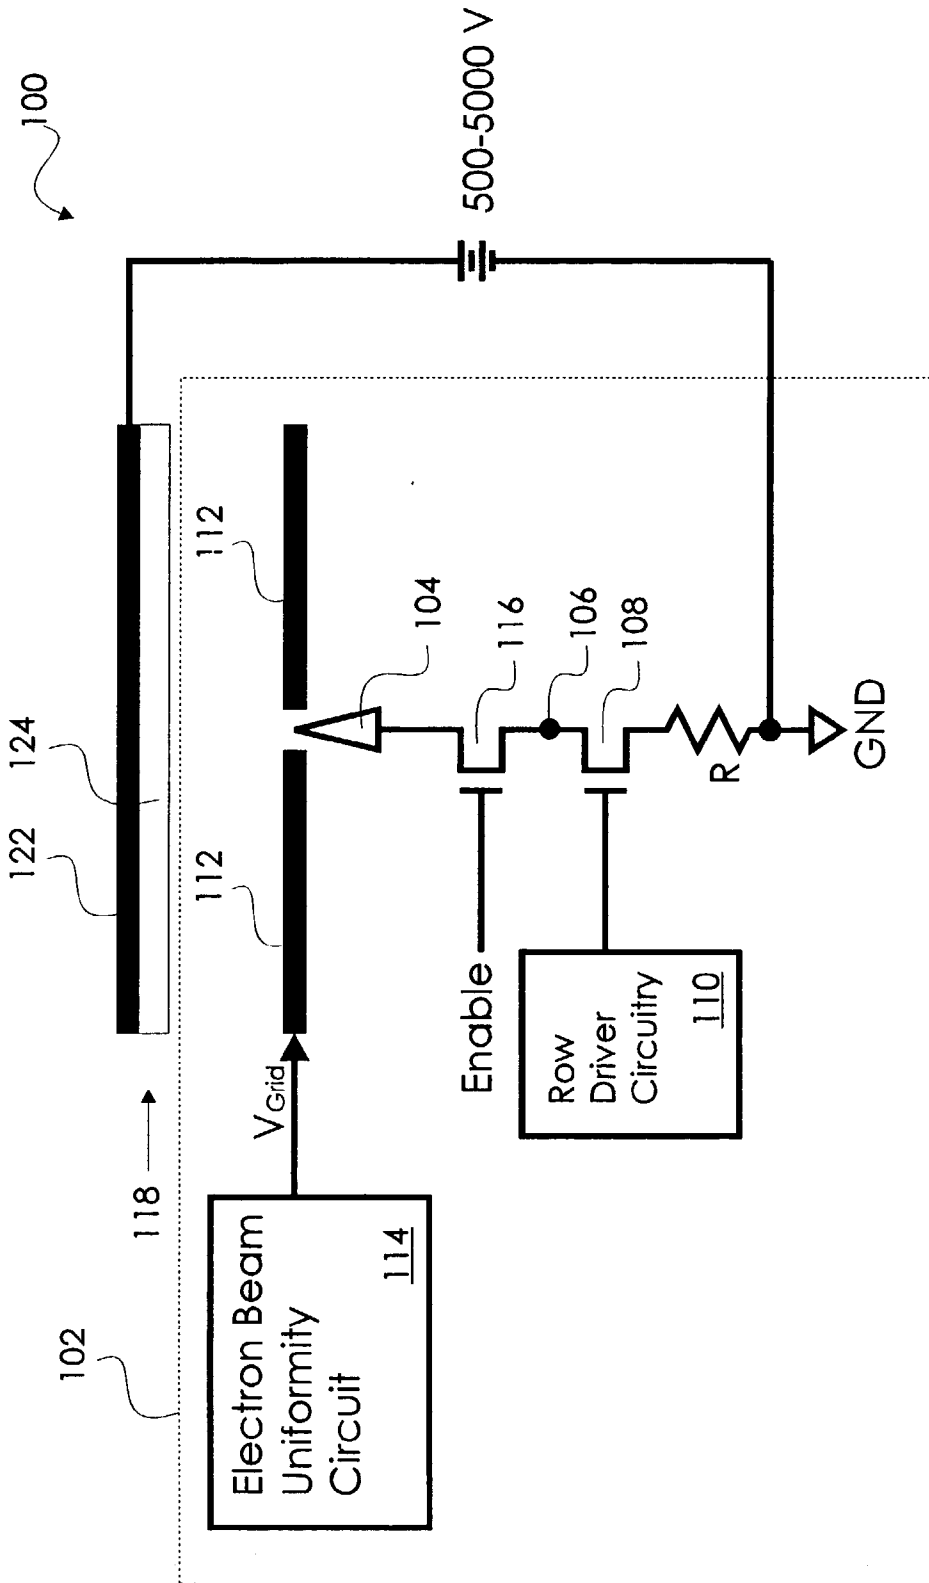 100
122
124
118
102
112
112
104
Electron Beam
Uniformity
Circuit
114
VGrid
Enable
116
106
108
Row
Driver
Circuitry
110
R
GND
500-5000 V